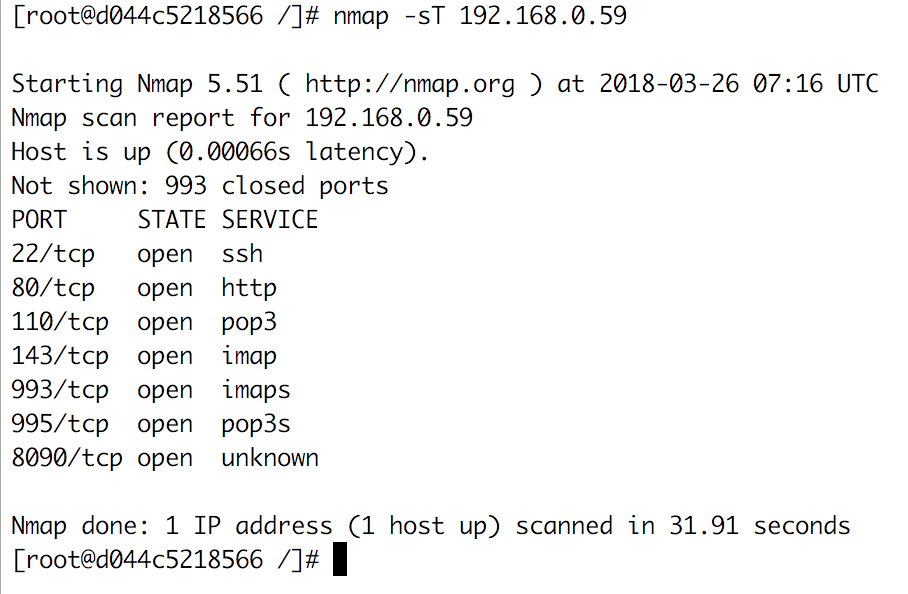 [root@d044c5218566 /]# nmap -sT 192.168.0.59
Starting Nmap 5.51 ( http://nmap.org ) at 2018-03-26 07:16 UTC
Nmap scan report for 192.168.0.59
Host is up (0.00066s latency).
Not shown: 993 closed ports
PORT     STATE SERVICE
22/tcp   open  ssh
80/tcp   open  http
110/tcp  open  pop3
143/tcp  open  imap
993/tcp  open  imaps
995/tcp  open  pop3s
8090/tcp open  unknown
Nmap done: 1 IP address (1 host up) scanned in 31.91 seconds
[root@d044c5218566 /]#